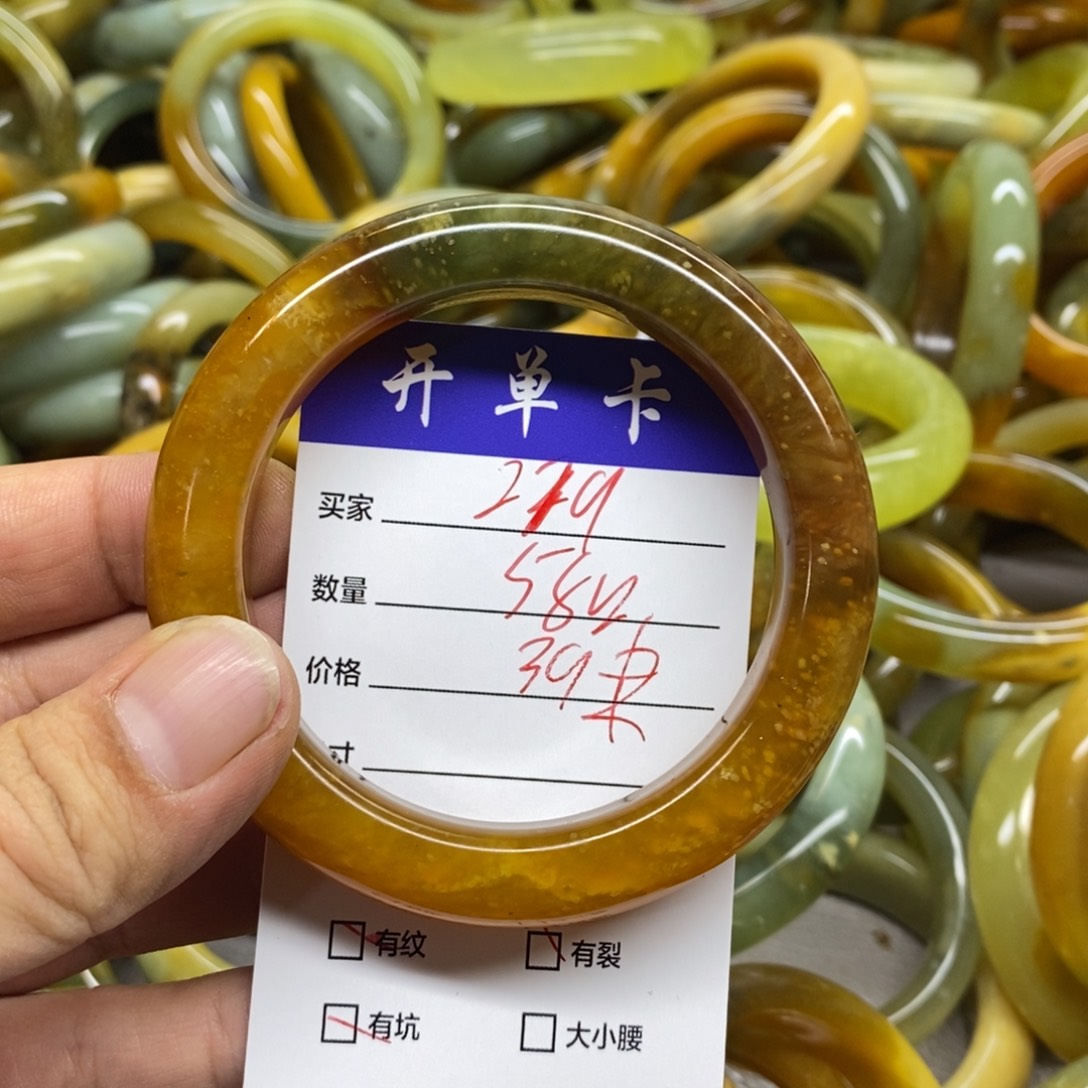 开单卡
买家 279
数量 58
价格 39
寸
有纹 有裂
有坑 大小腰